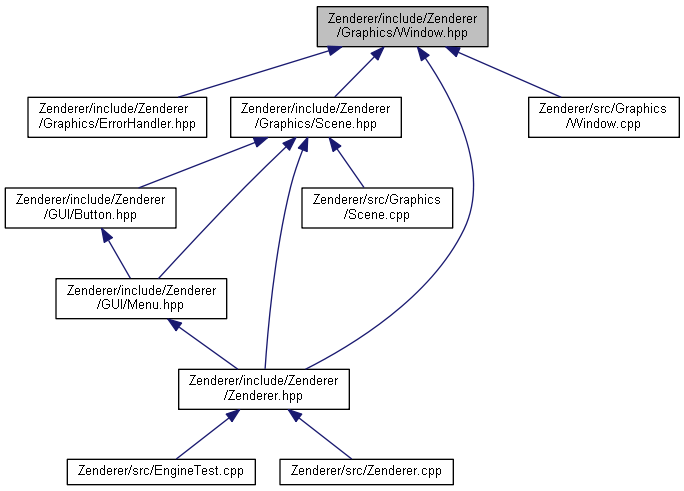 Zenderer/include/Zenderer
/Graphics/Window.hpp
Zenderer/include/Zenderer
/Graphics/ErrorHandler.hpp
Zenderer/include/Zenderer
/Graphics/Scene.hpp
Zenderer/src/Graphics
/Window.cpp
Zenderer/include/Zenderer
/GUI/Button.hpp
Zenderer/src/Graphics
/Scene.cpp
Zenderer/include/Zenderer
/GUI/Menu.hpp
Zenderer/include/Zenderer
/Zenderer.hpp
Zenderer/src/EngineTest.cpp
Zenderer/src/Zenderer.cpp